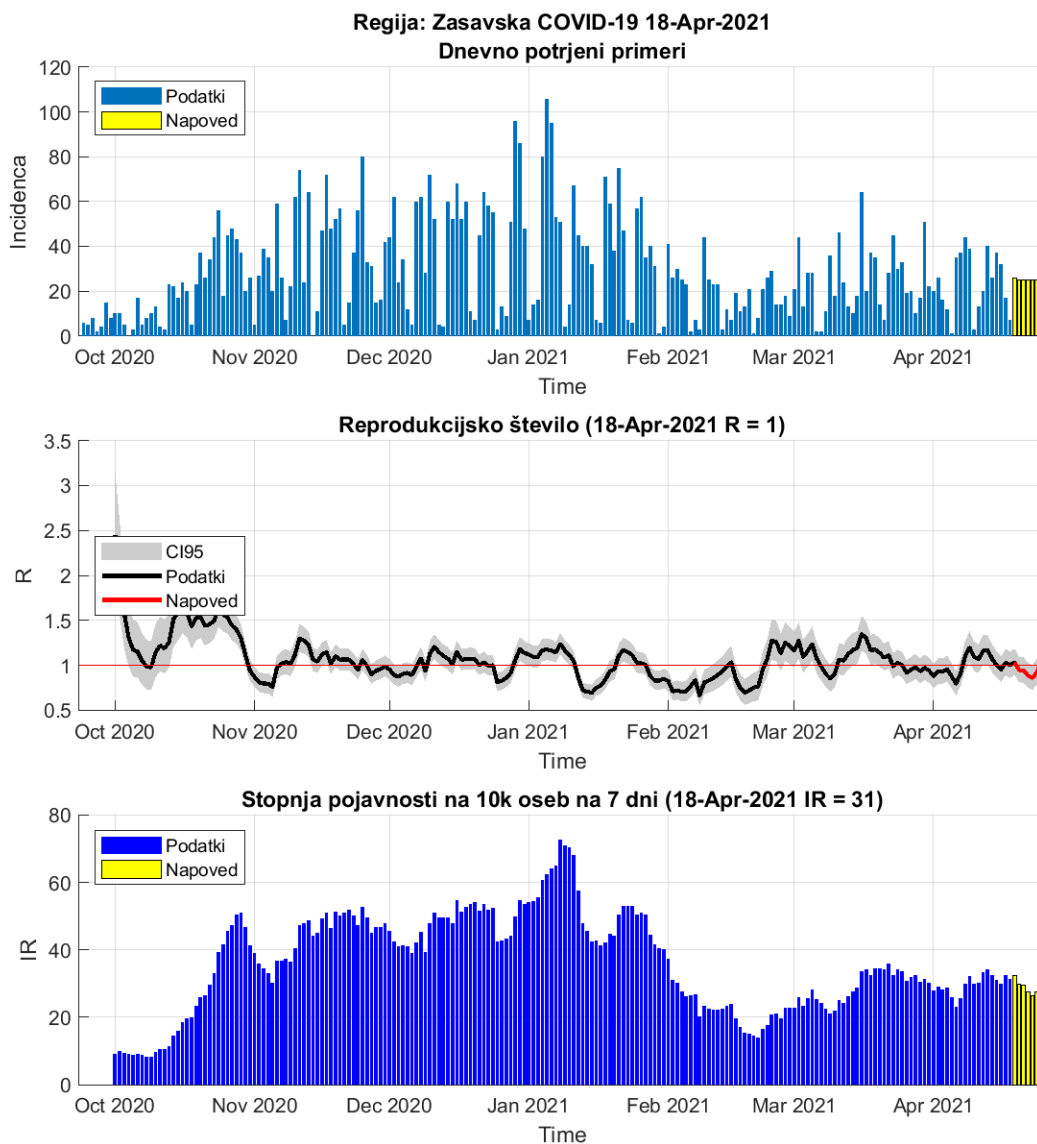 Regija: Zasavska COVID-19 18-Apr-2021
Dnevno potrjeni primeri
120
100
80
60
40
20
0
Incidenca
Podatki
Napoved
Oct 2020 Nov 2020 Dec 2020 Jan 2021 Feb 2021 Mar 2021 Apr 2021
Time
Reprodukcijsko število (18-Apr-2021 R = 1)
3.5
3
2.5
2
1.5
1
0.5
R
CI95
Podatki
Napoved
Oct 2020 Nov 2020 Dec 2020 Jan 2021 Feb 2021 Mar 2021 Apr 2021
Time
Stopnja pojavnosti na 10k oseb na 7 dni (18-Apr-2021 IR = 31)
80
60
40
20
0
IR
Podatki
Napoved
Oct 2020 Nov 2020 Dec 2020 Jan 2021 Feb 2021 Mar 2021 Apr 2021
Time